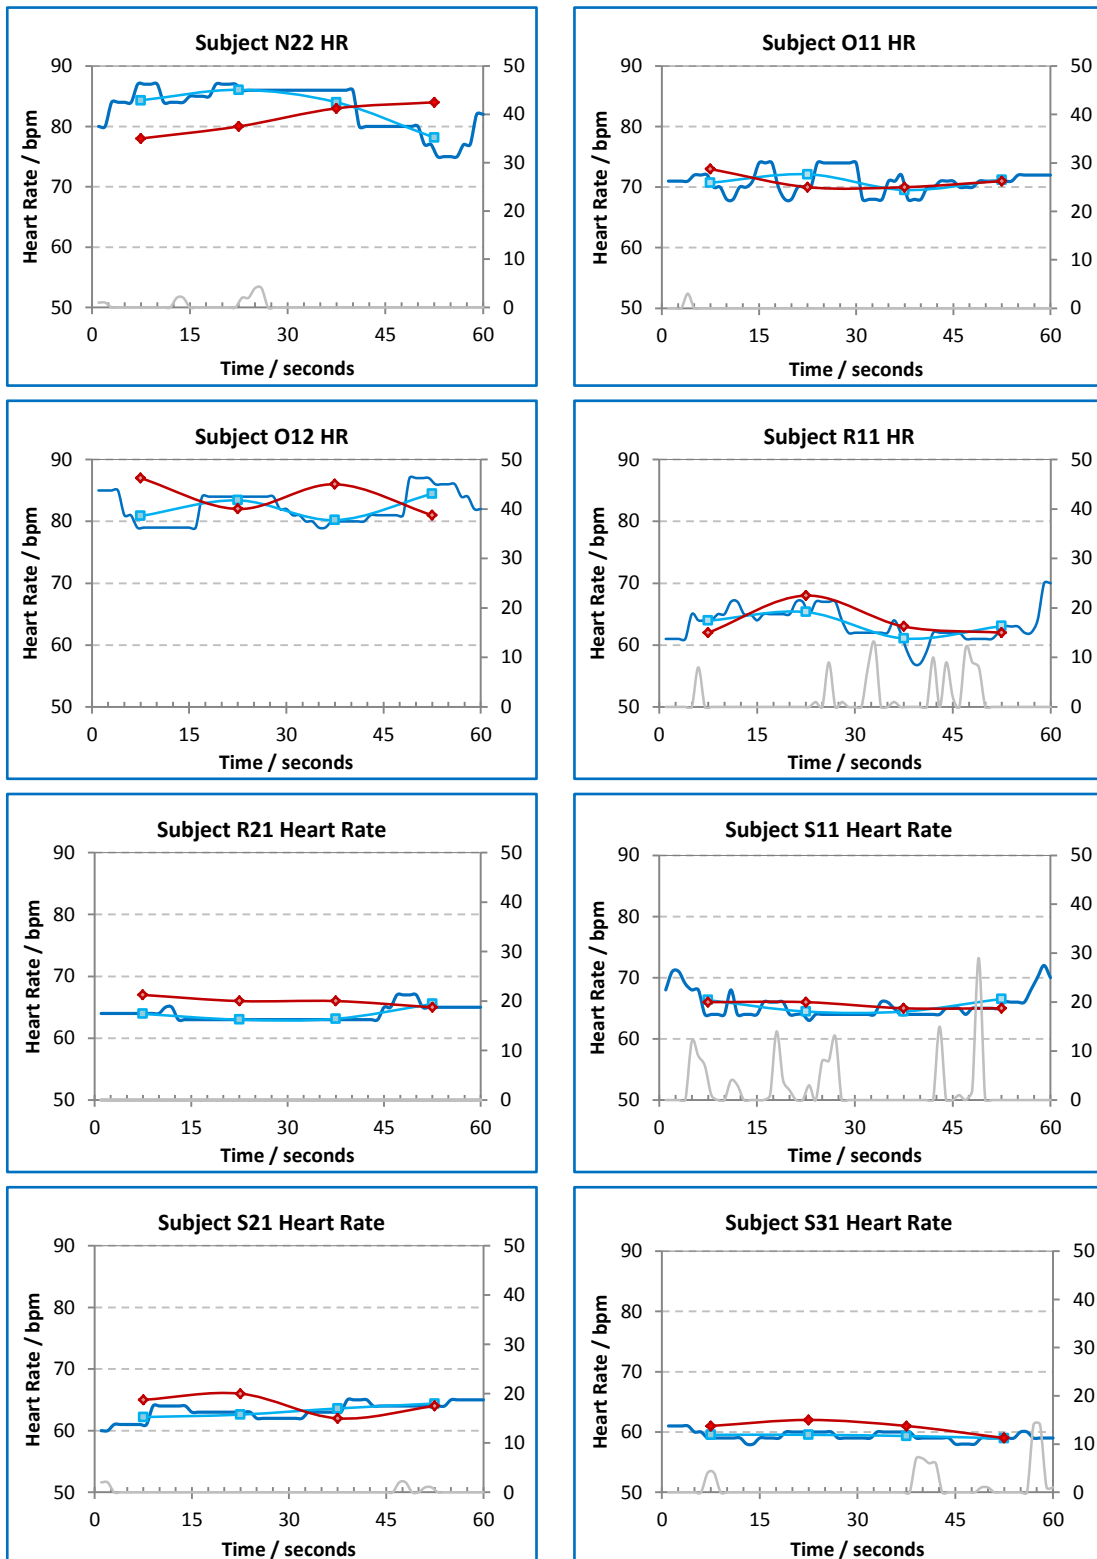 Subject N22 HR
Heart Rate / bpm
90
80
70
60
50
50
40
30
20
10
0
0 15 30 45 60
Time / seconds
Subject O11 HR
Heart Rate / bpm
90
80
70
60
50
50
40
30
20
10
0
0 15 30 45 60
Time / seconds
Subject O12 HR
Heart Rate / bpm
90
80
70
60
50
50
40
30
20
10
0
0 15 30 45 60
Time / seconds
Subject R11 HR
Heart Rate / bpm
90
80
70
60
50
50
40
30
20
10
0
0 15 30 45 60
Time / seconds
Subject R21 Heart Rate
Heart Rate / bpm
90
80
70
60
50
50
40
30
20
10
0
0 15 30 45 60
Time / seconds
Subject S11 Heart Rate
Heart Rate / bpm
90
80
70
60
50
50
40
30
20
10
0
0 15 30 45 60
Time / seconds
Subject S21 Heart Rate
Heart Rate / bpm
90
80
70
60
50
50
40
30
20
10
0
0 15 30 45 60
Time / seconds
Subject S31 Heart Rate
Heart Rate / bpm
90
80
70
60
50
50
40
30
20
10
0
0 15 30 45 60
Time / seconds